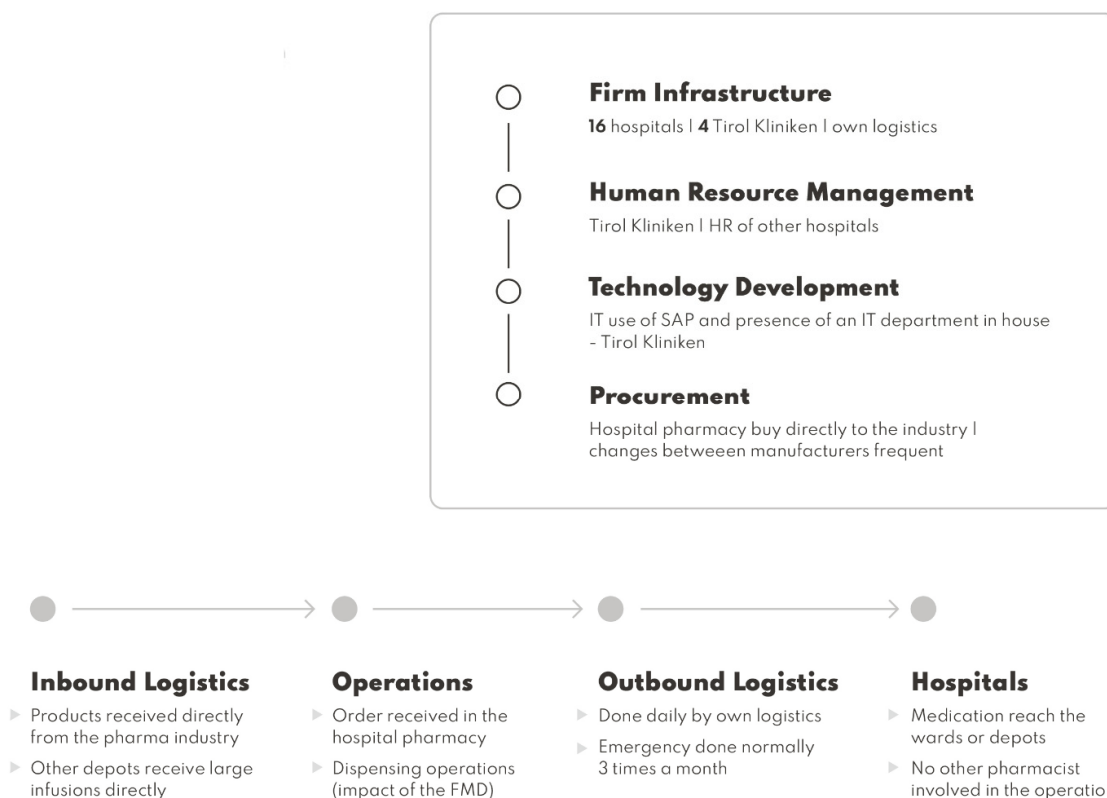 Firm Infrastructure
16 hospitals | 4 Tirol Kliniken | own logistics
Human Resource Management
Tirol Kliniken | HR of other hospitals
Technology Development
IT use of SAP and presence of an IT department in house
- Tirol Kliniken
Procurement
Hospital pharmacy buy directly to the industry |
changes betweeen manufacturers frequent
Inbound Logistics
Products received directly
from the pharma industry
Other depots receive large
infusions directly
Operations
Order received in the
hospital pharmacy
Dispensing operations
(impact of the FMD)
Outbound Logistics
Done daily by own logistics
Emergency done normally
3 times a month
Hospitals
Medication reach the
wards or depots
No other pharmacist
involved in the operatio